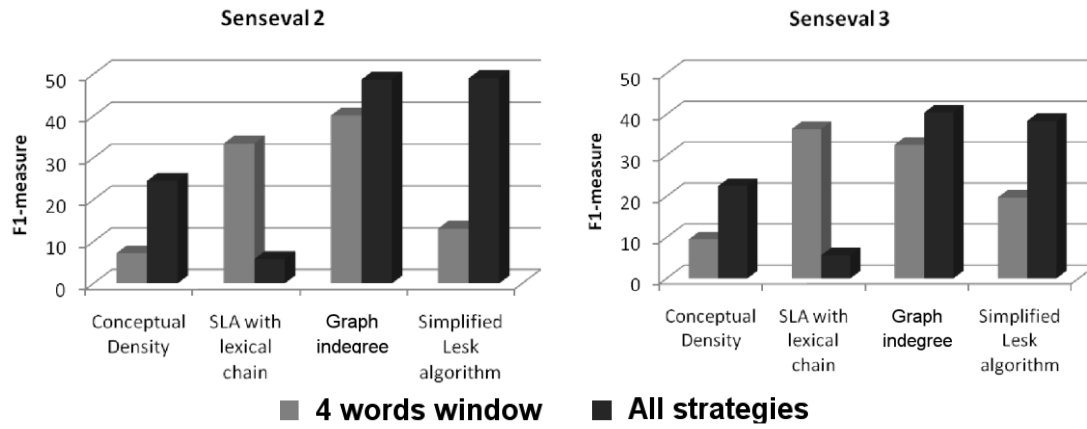 Senseval 2
F1-measure
50
40
30
20
10
0
Conceptual
Density
SLA with
lexical
chain
Graph
indegree
Simplified
Lesk
algorithm
Senseval 3
F1-measure
50
40
30
20
10
0
Conceptual
Density
SLA with
lexical
chain
Graph
indegree
Simplified
Lesk
algorithm
4 words window
All strategies